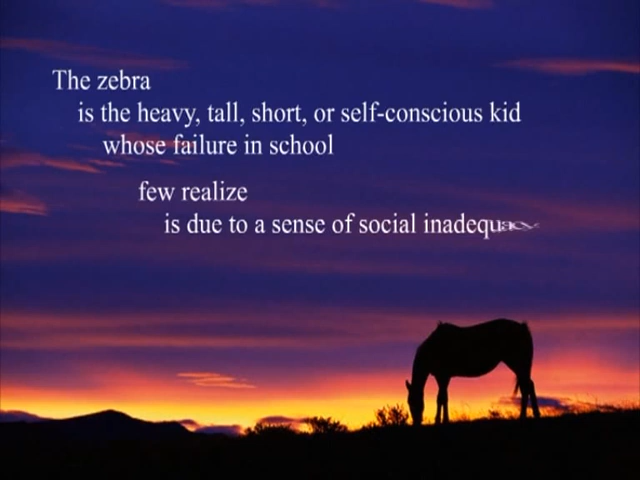 The zebra
is the heavy, tall, short, or self-conscious kid
whose failure in school
few realize
is due to a sense of social inadequacy.